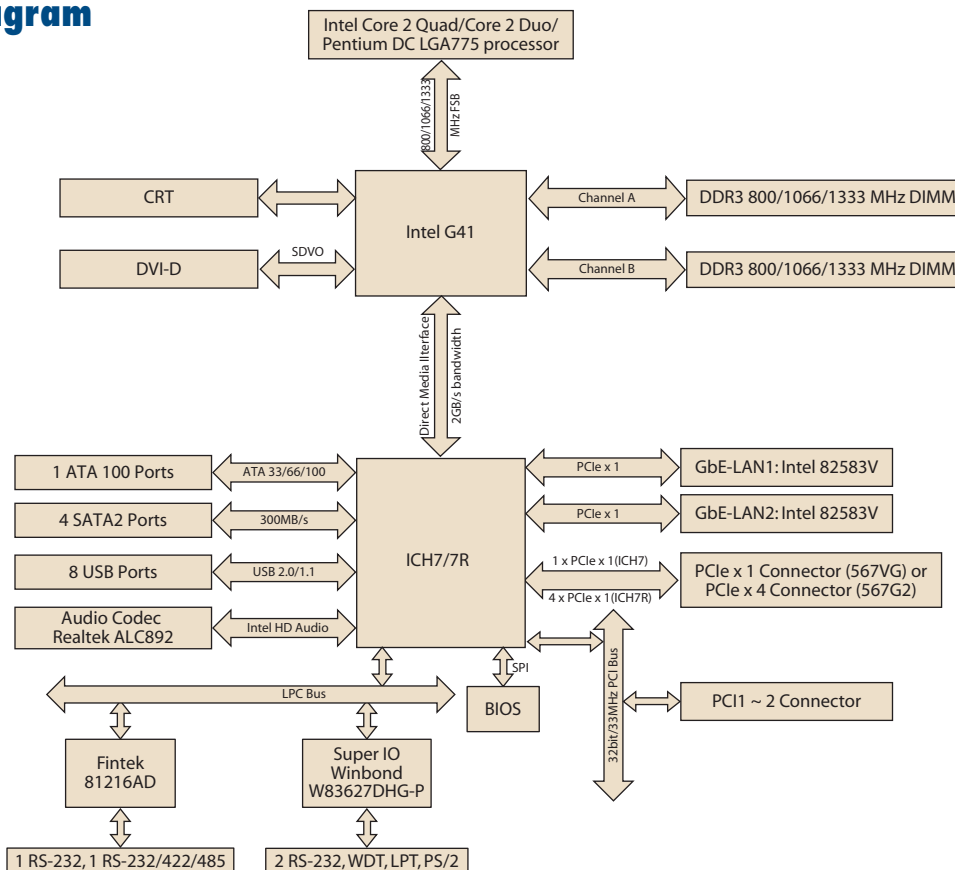 agram
Intel Core 2 Quad/Core 2 Duo/
Pentium DC LGA775 processor
800/1066/1333
MHz FSB
CRT
Intel G41
Channel A
DDR3 800/1066/1333 MHz DIMM
DVI-D
SDVO
Channel B
DDR3 800/1066/1333 MHz DIMM
Direct Media IIterface
2GB/s bandwidth
1 ATA 100 Ports
ATA 33/66/100
PCIe x 1
GbE-LAN1: Intel 82583V
4 SATA2 Ports
300MB/s
PCIe x 1
GbE-LAN2: Intel 82583V
ICH7/7R
8 USB Ports
USB 2.0/1.1
1 x PCIe x 1(ICH7)
4 x PCIe x 1(ICH7R)
PCIe x 1 Connector (567VG) or
PCIe x 4 Connector (567G2)
Audio Codec
Realtek ALC892
Intel HD Audio
LPC Bus
SPI
BIOS
32bit/33MHz PCI Bus
PCI1 ~ 2 Connector
Fintek
81216AD
Super IO
Winbond
W83627DHG-P
1 RS-232, 1 RS-232/422/485
2 RS-232, WDT, LPT, PS/2